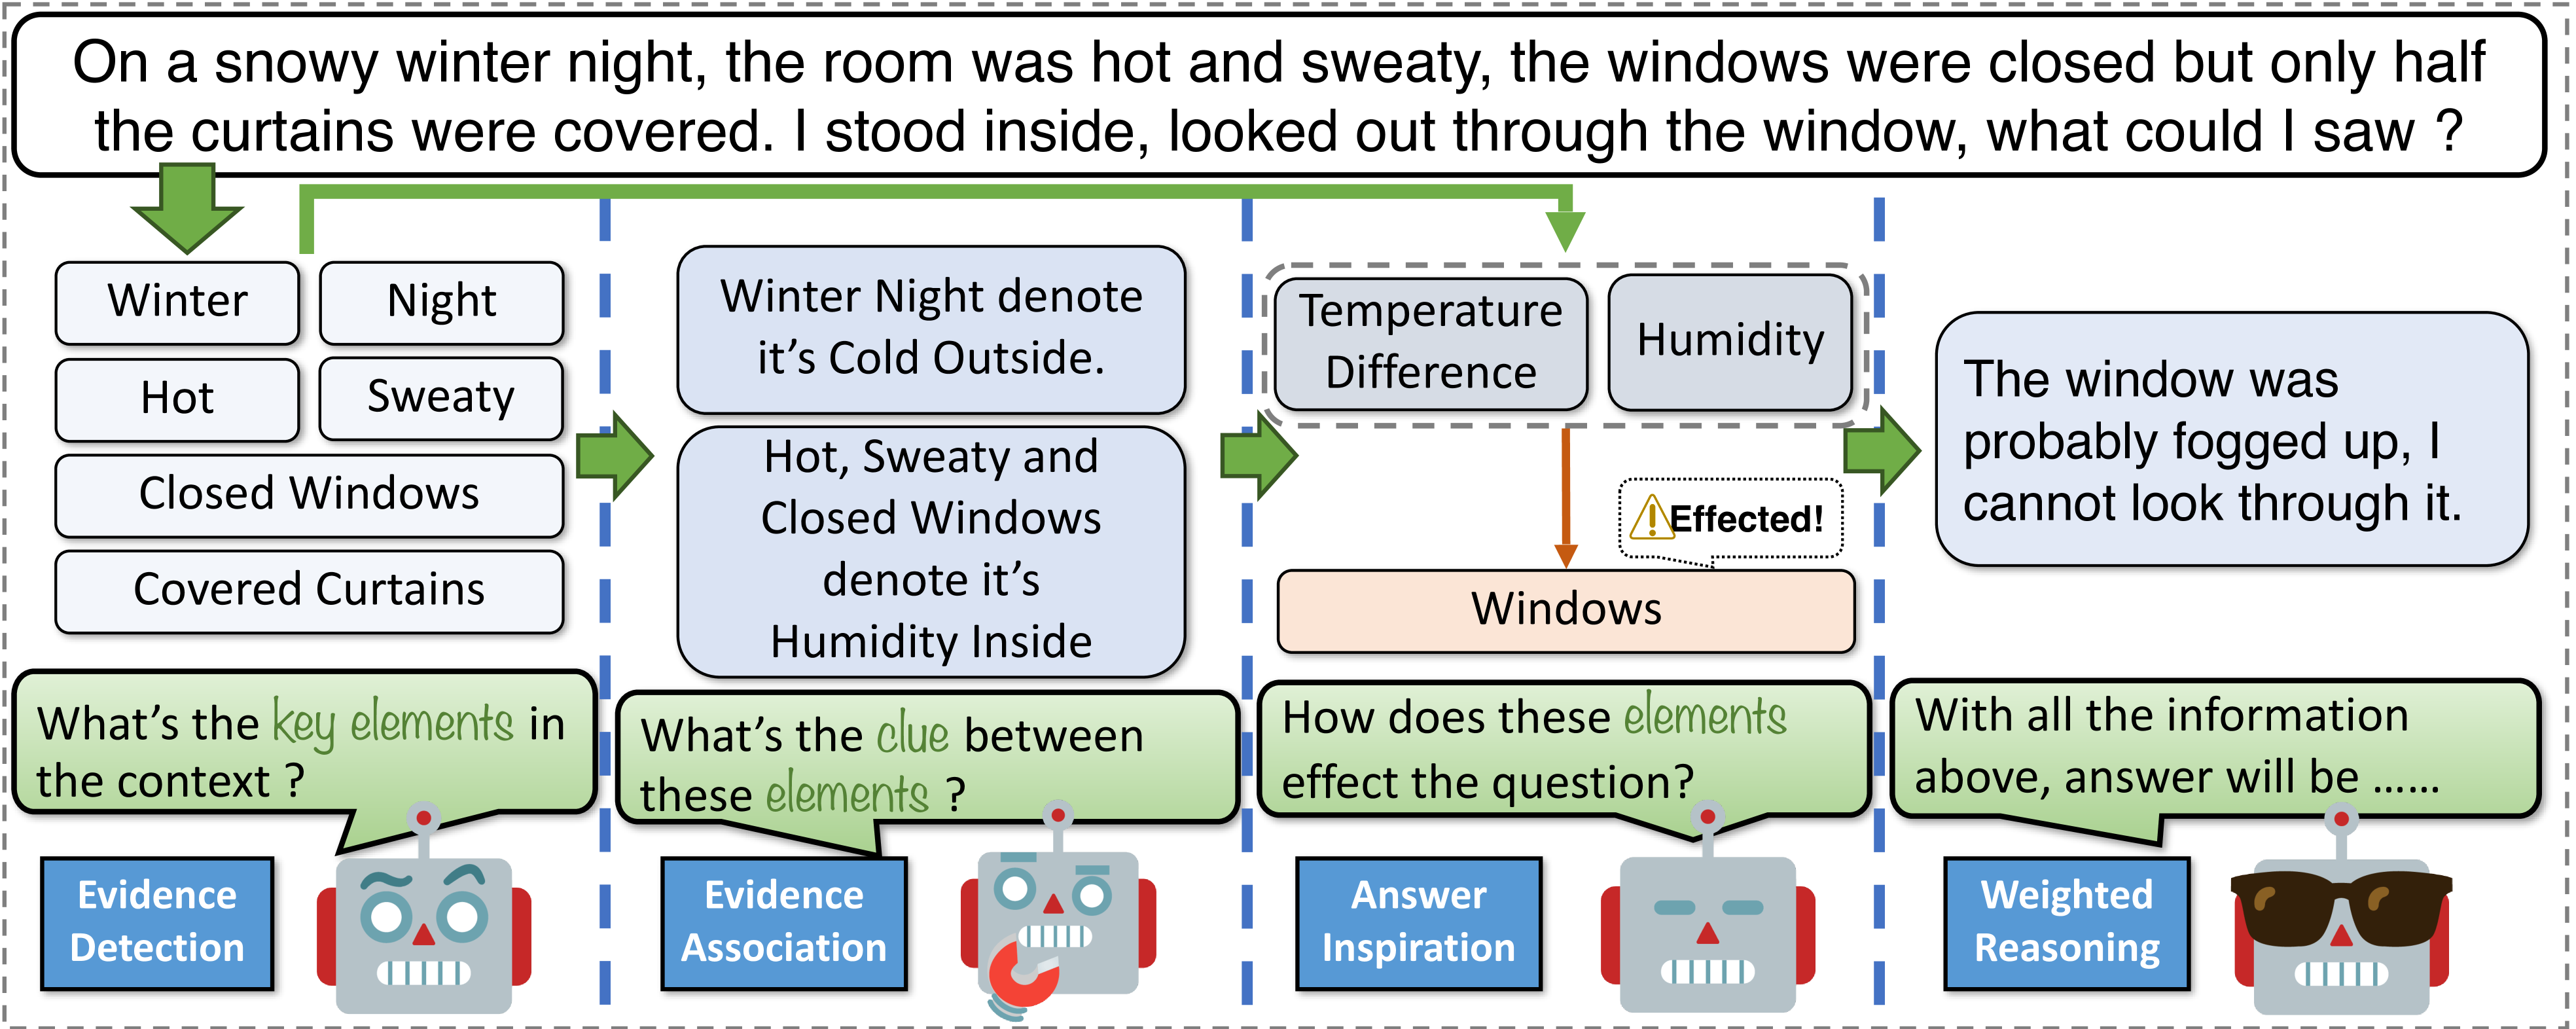 On a snowy winter night, the room was hot and sweaty, the windows were closed but only half
the curtains were covered. I stood inside, looked out through the window, what could I saw ?
Winter
Night
Hot
Sweaty
Closed Windows
Covered Curtains
What's the key elements in
the context ?
Evidence
Detection
Winter Night denote
it's Cold Outside.
Hot, Sweaty and
Closed Windows
denote it's
Humidity Inside
What's the clue between
these elements ?
Evidence
Association
Temperature
Difference
Humidity
Effected!
Windows
How does these elements
effect the question?
Answer
Inspiration
The window was
probably fogged up, I
cannot look through it.
With all the information
above, answer will be ......
Weighted
Reasoning